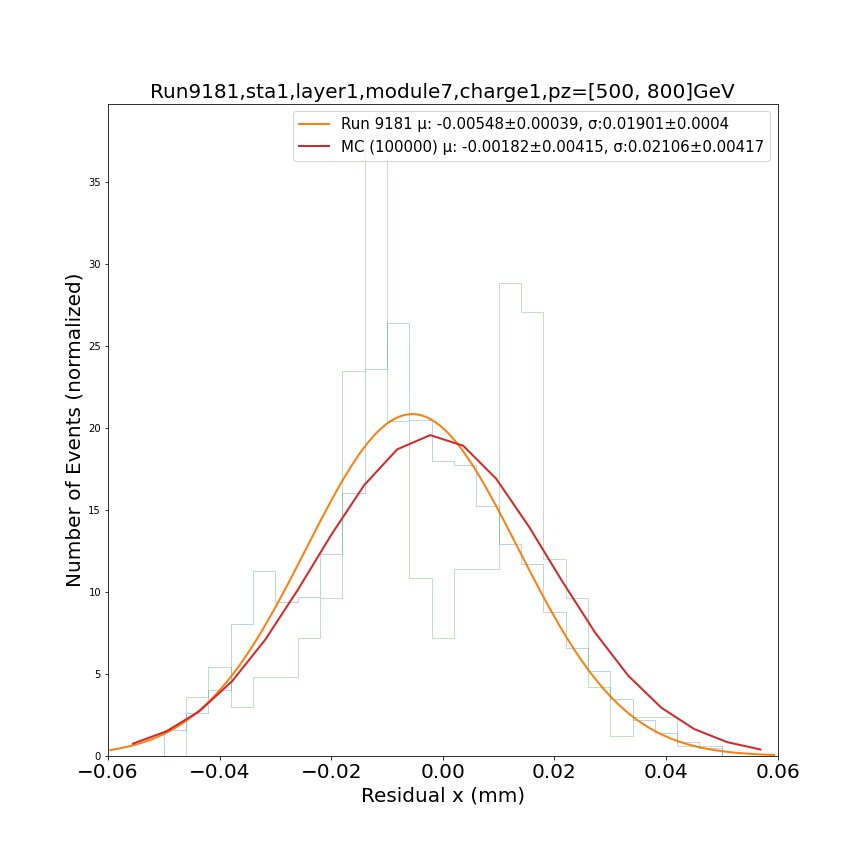 Run9181,sta1,layer1,module7,charge1,pz=[500, 800]GeV
Run 9181 μ: -0.00548±0.00039, σ:0.01901±0.0004
MC (100000) μ: -0.00182±0.00415, σ:0.02106±0.00417
Number of Events (normalized)
35
30
25
20
15
10
5
0
−0.06 −0.04 −0.02 0.00 0.02 0.04 0.06
Residual x (mm)